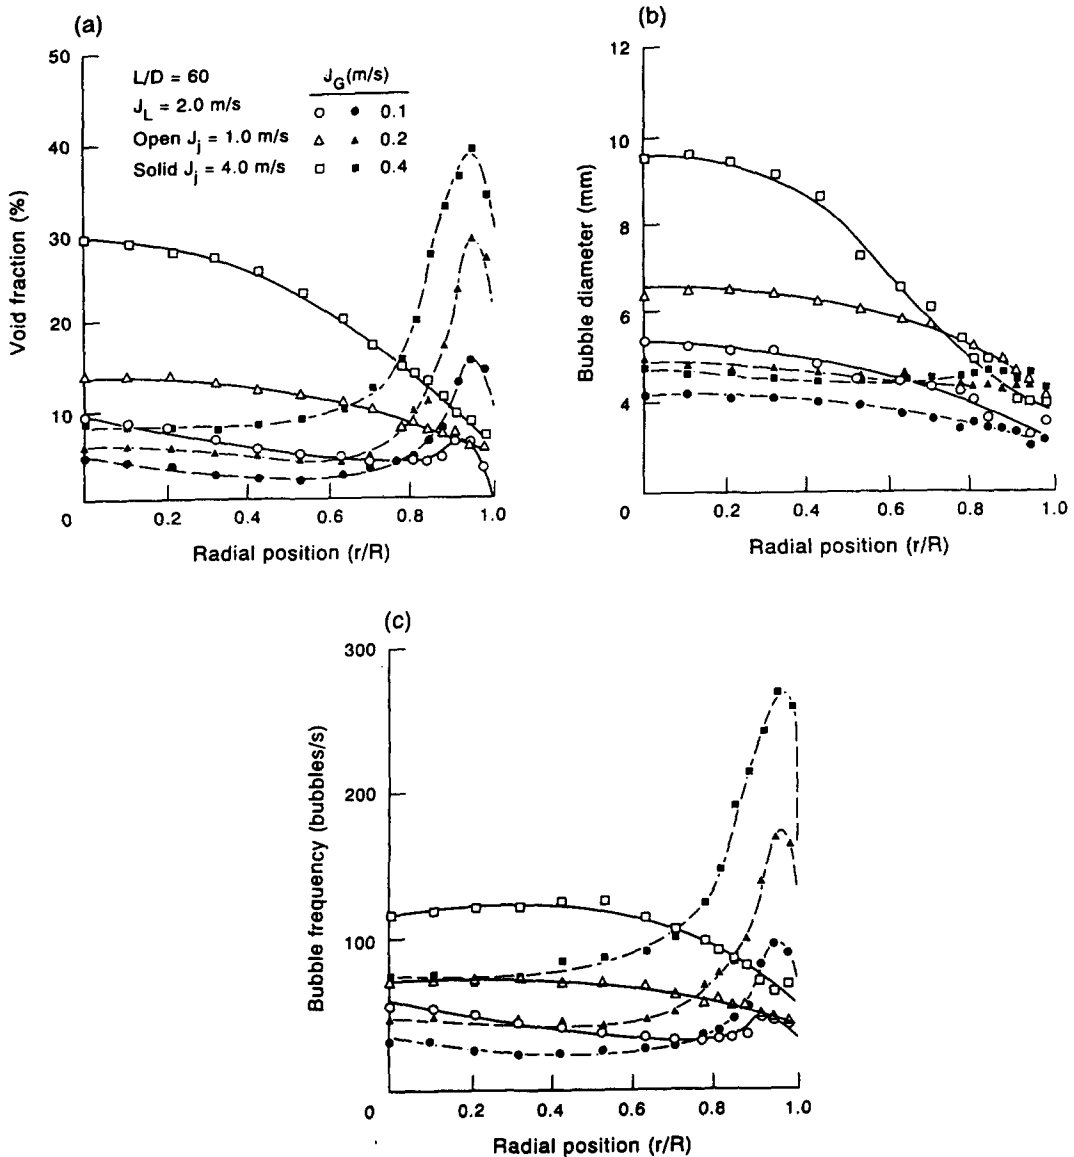 (a)
50
40
30
20
10
0
0.2
0.4
0.6
0.8
1.0
Void fraction (%)
Radial position (r/R)
L/D = 60
J_L = 2.0 m/s
Open J_j = 1.0 m/s
Solid J_j = 4.0 m/s
J_G (m/s)
0.1
0.2
0.4
(b)
12
10
8
6
4
2
0
0.2
0.4
0.6
0.8
1.0
Bubble diameter (mm)
Radial position (r/R)
(c)
300
200
100
0
0.2
0.4
0.6
0.8
1.0
Bubble frequency (bubbles/s)
Radial position (r/R)